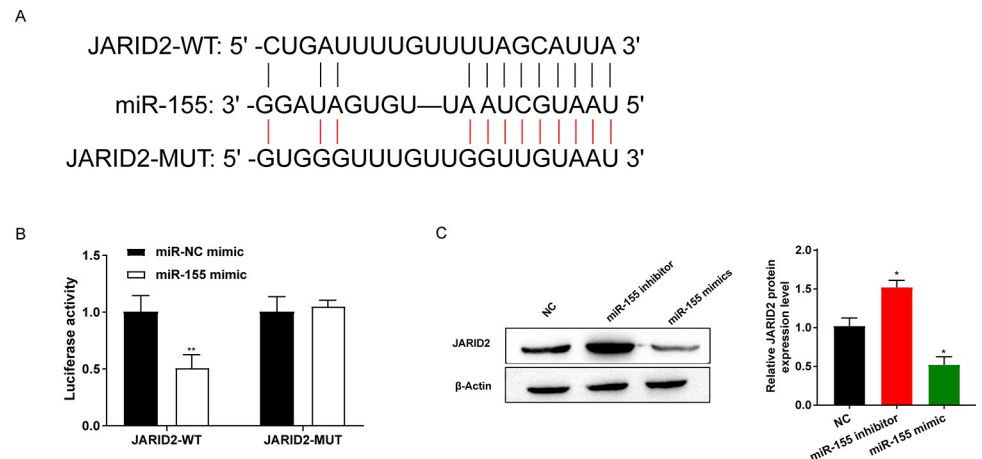 A
JARID2-WT: 5' -CUGAUUUUGUUUUAGCAUUA 3'
miR-155: 3' -GGAUAGUGU—UAAUCGUAAU 5'
JARID2-MUT: 5' -GUGGGUUUGUUGGUUGUAAU 3'
B
miR-NC mimic
miR-155 mimic
Luciferase activity
1.5
1.0
0.5
0.0
**
JARID2-WT JARID2-MUT
C
NC miR-155 inhibitor miR-155 mimics
JARID2
β-Actin
Relative JARID2 protein
expression level
2.0
1.5
1.0
0.5
0.0
*
*
NC miR-155 inhibitor miR-155 mimic